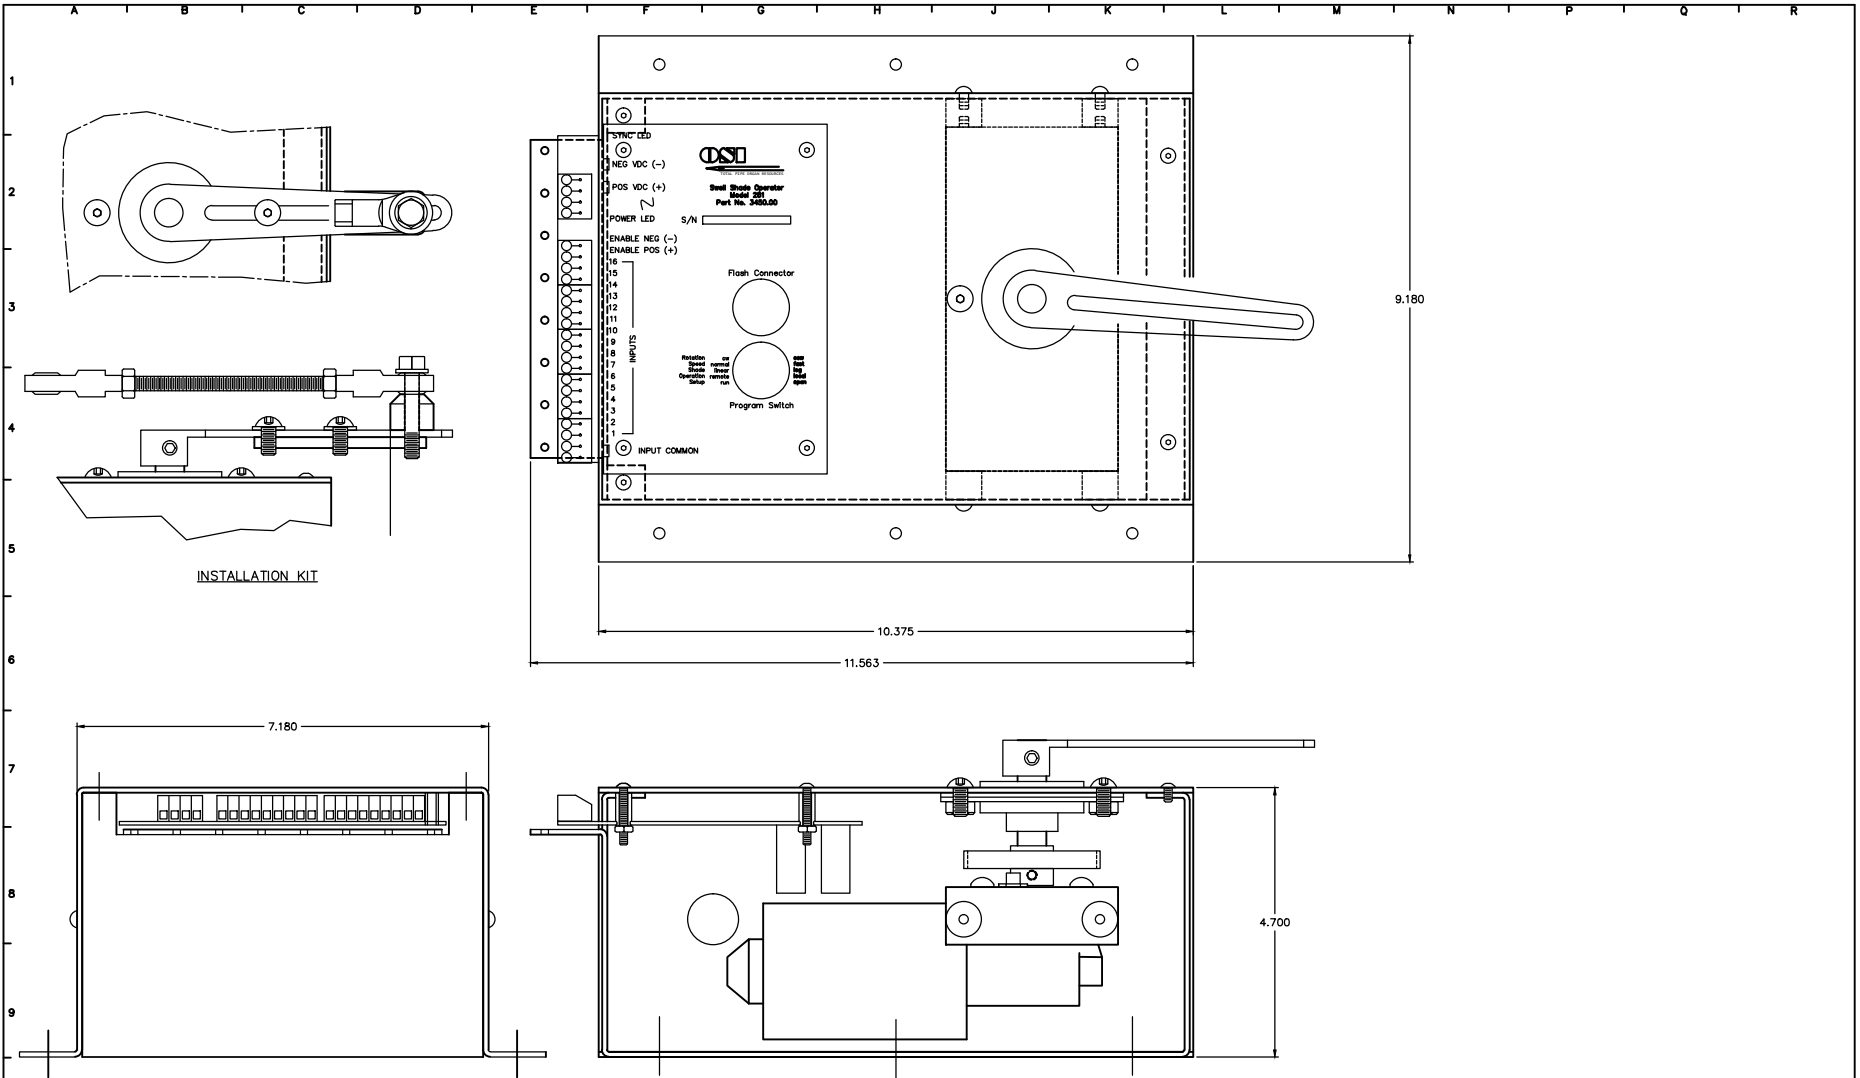 A B C D E F G H J K L M N P Q R
1
2
3
4
5
6
7
8
9
SYNC LED
NEG VDC (-)
POS VDC (+)
POWER LED
ENABLE NEG (-)
ENABLE POS (+)
16
15
14
13
12
11
10
9
8
7
6
5
4
3
2
1
INPUTS
INPUT COMMON
OSI
TOTAL PIPE ORGAN RESOURCES
Swell Shade Operator
Model 2B1
Part No. 3450.00
S/N
Flash Connector
Rotation cw ccw
Speed normal fast
Shade linear log
Operation remote local
Setup run open
Program Switch
9.180
INSTALLATION KIT
10.375
11.563
7.180
4.700